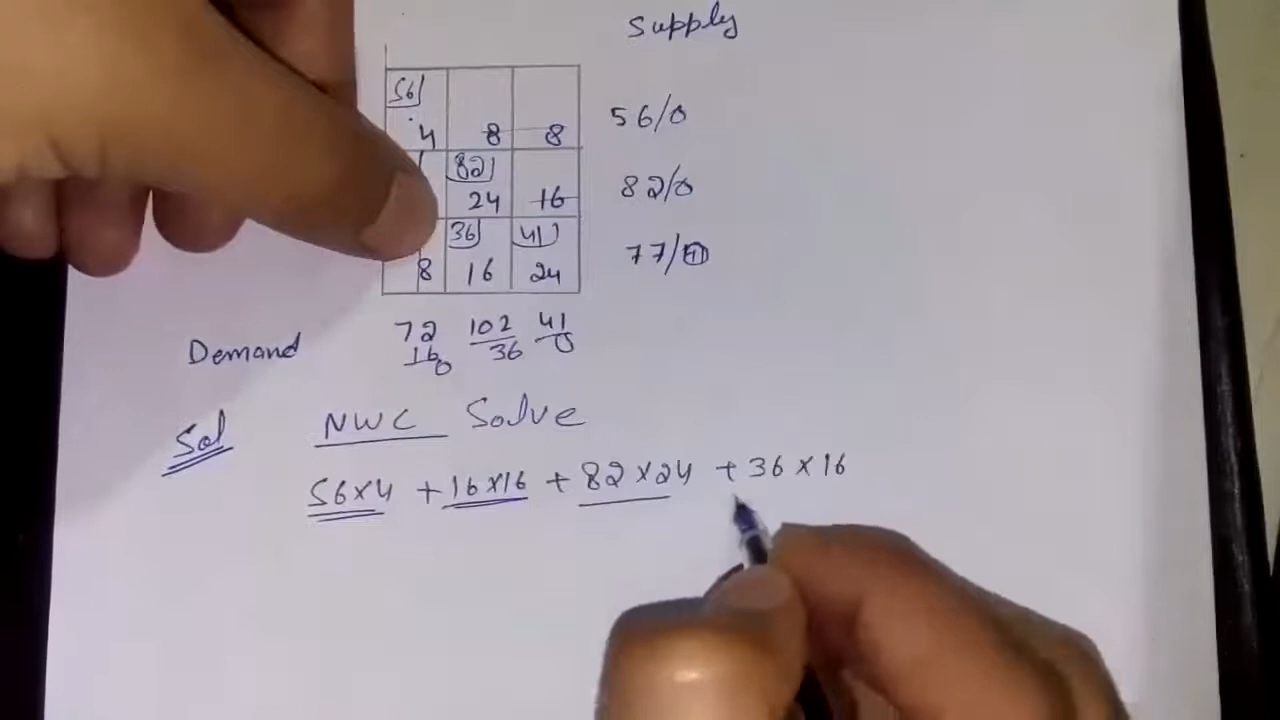 Supply
56
4 8 8 56/0
82
24 16 82/0
36 41
8 16 24 77/
72 102 41
Demand 16 0 36 0
Sol NWC Solve
56×4 + 16×16 + 82×24 + 36×16